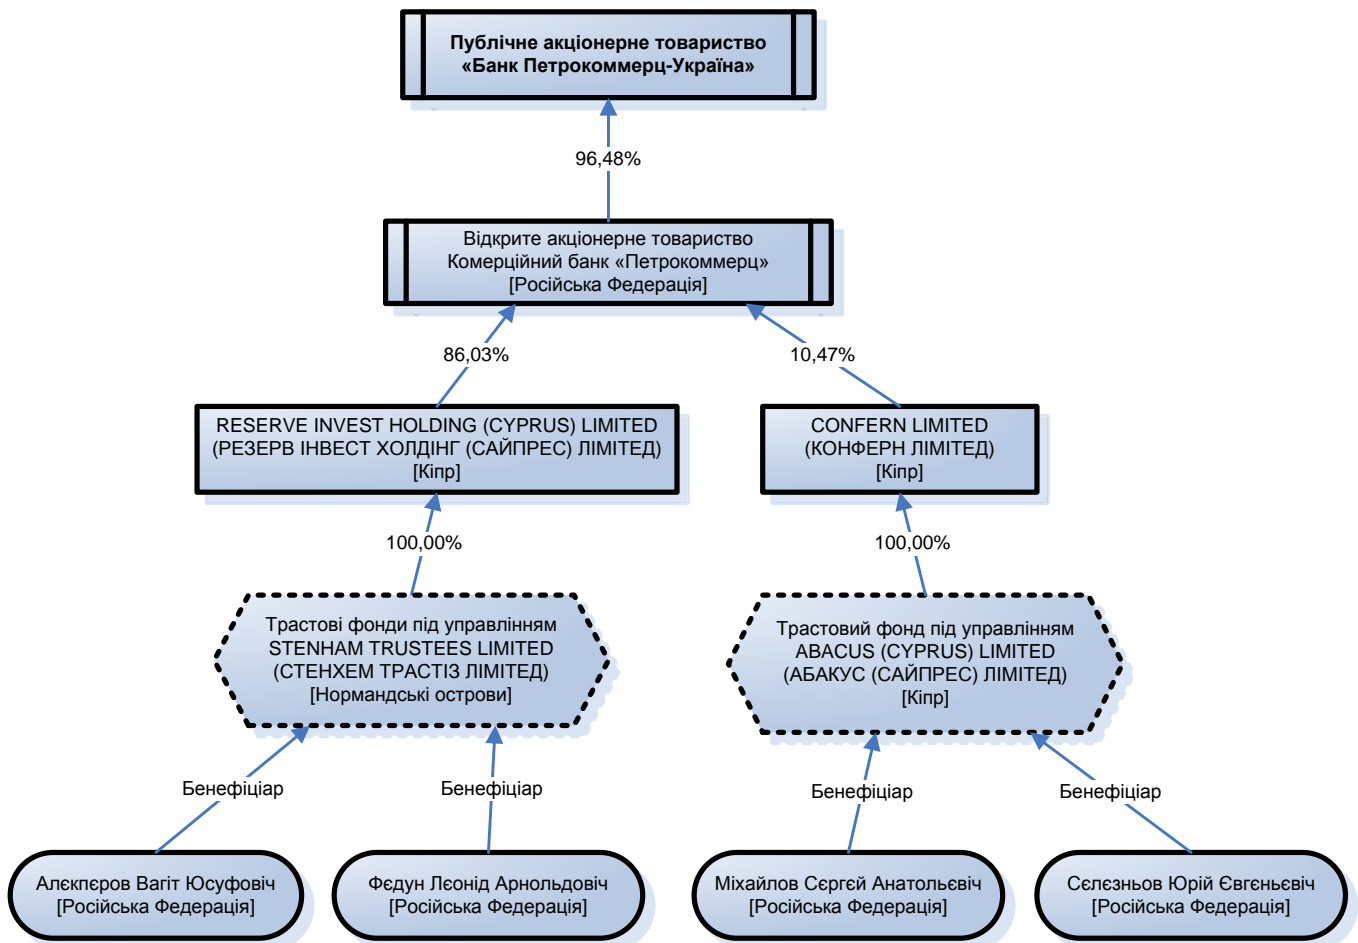 Публічне акціонерне товариство
«Банк Петрокоммерц-Україна»
96,48%
Відкрите акціонерне товариство
Комерційний банк «Петрокоммерц»
[Російська Федерація]
86,03%
10,47%
RESERVE INVEST HOLDING (CYPRUS) LIMITED
(РЕЗЕРВ ІНВЕСТ ХОЛДІНГ (САЙПРЕС) ЛІМІТЕД)
[Кіпр]
CONFERN LIMITED
(КОНФЕРН ЛІМІТЕД)
[Кіпр]
100,00%
100,00%
Трастові фонди під управлінням
STENHAM TRUSTEES LIMITED
(СТЕНХЕМ ТРАСТІЗ ЛІМІТЕД)
[Нормандські острови]
Трастовий фонд під управлінням
ABACUS (CYPRUS) LIMITED
(АБАКУС (САЙПРЕС) ЛІМІТЕД)
[Кіпр]
Бенефіціар
Бенефіціар
Бенефіціар
Бенефіціар
Алєкпєров Вагіт Юсуфовіч
[Російська Федерація]
Фєдун Лєонід Арнольдовіч
[Російська Федерація]
Міхайлов Сєргєй Анатольєвіч
[Російська Федерація]
Сєлєзньов Юрій Євгєньєвіч
[Російська Федерація]